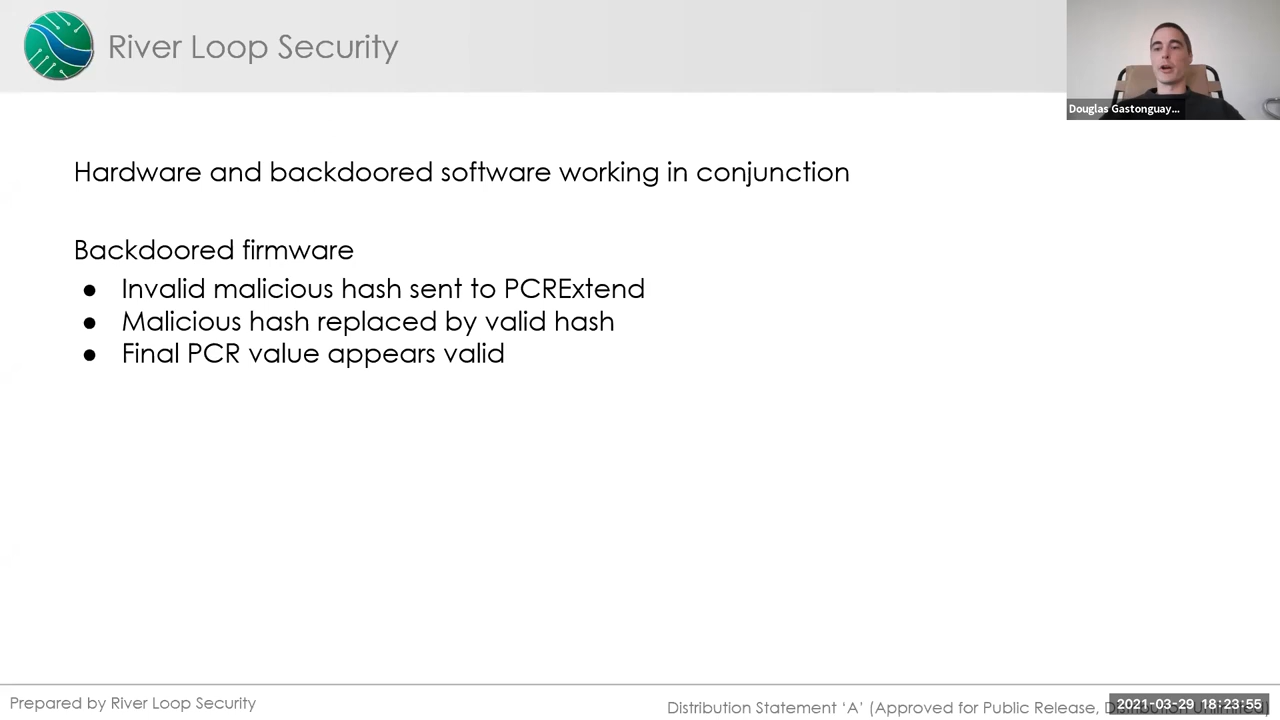 River Loop Security
Douglas Gastonguay...
Hardware and backdoored software working in conjunction
Backdoored firmware
● Invalid malicious hash sent to PCRExtend
● Malicious hash replaced by valid hash
● Final PCR value appears valid
Prepared by River Loop Security
Distribution Statement ‘A’ (Approved for Public Release, Distribution Unlimited)
2021-03-29 18:23:55